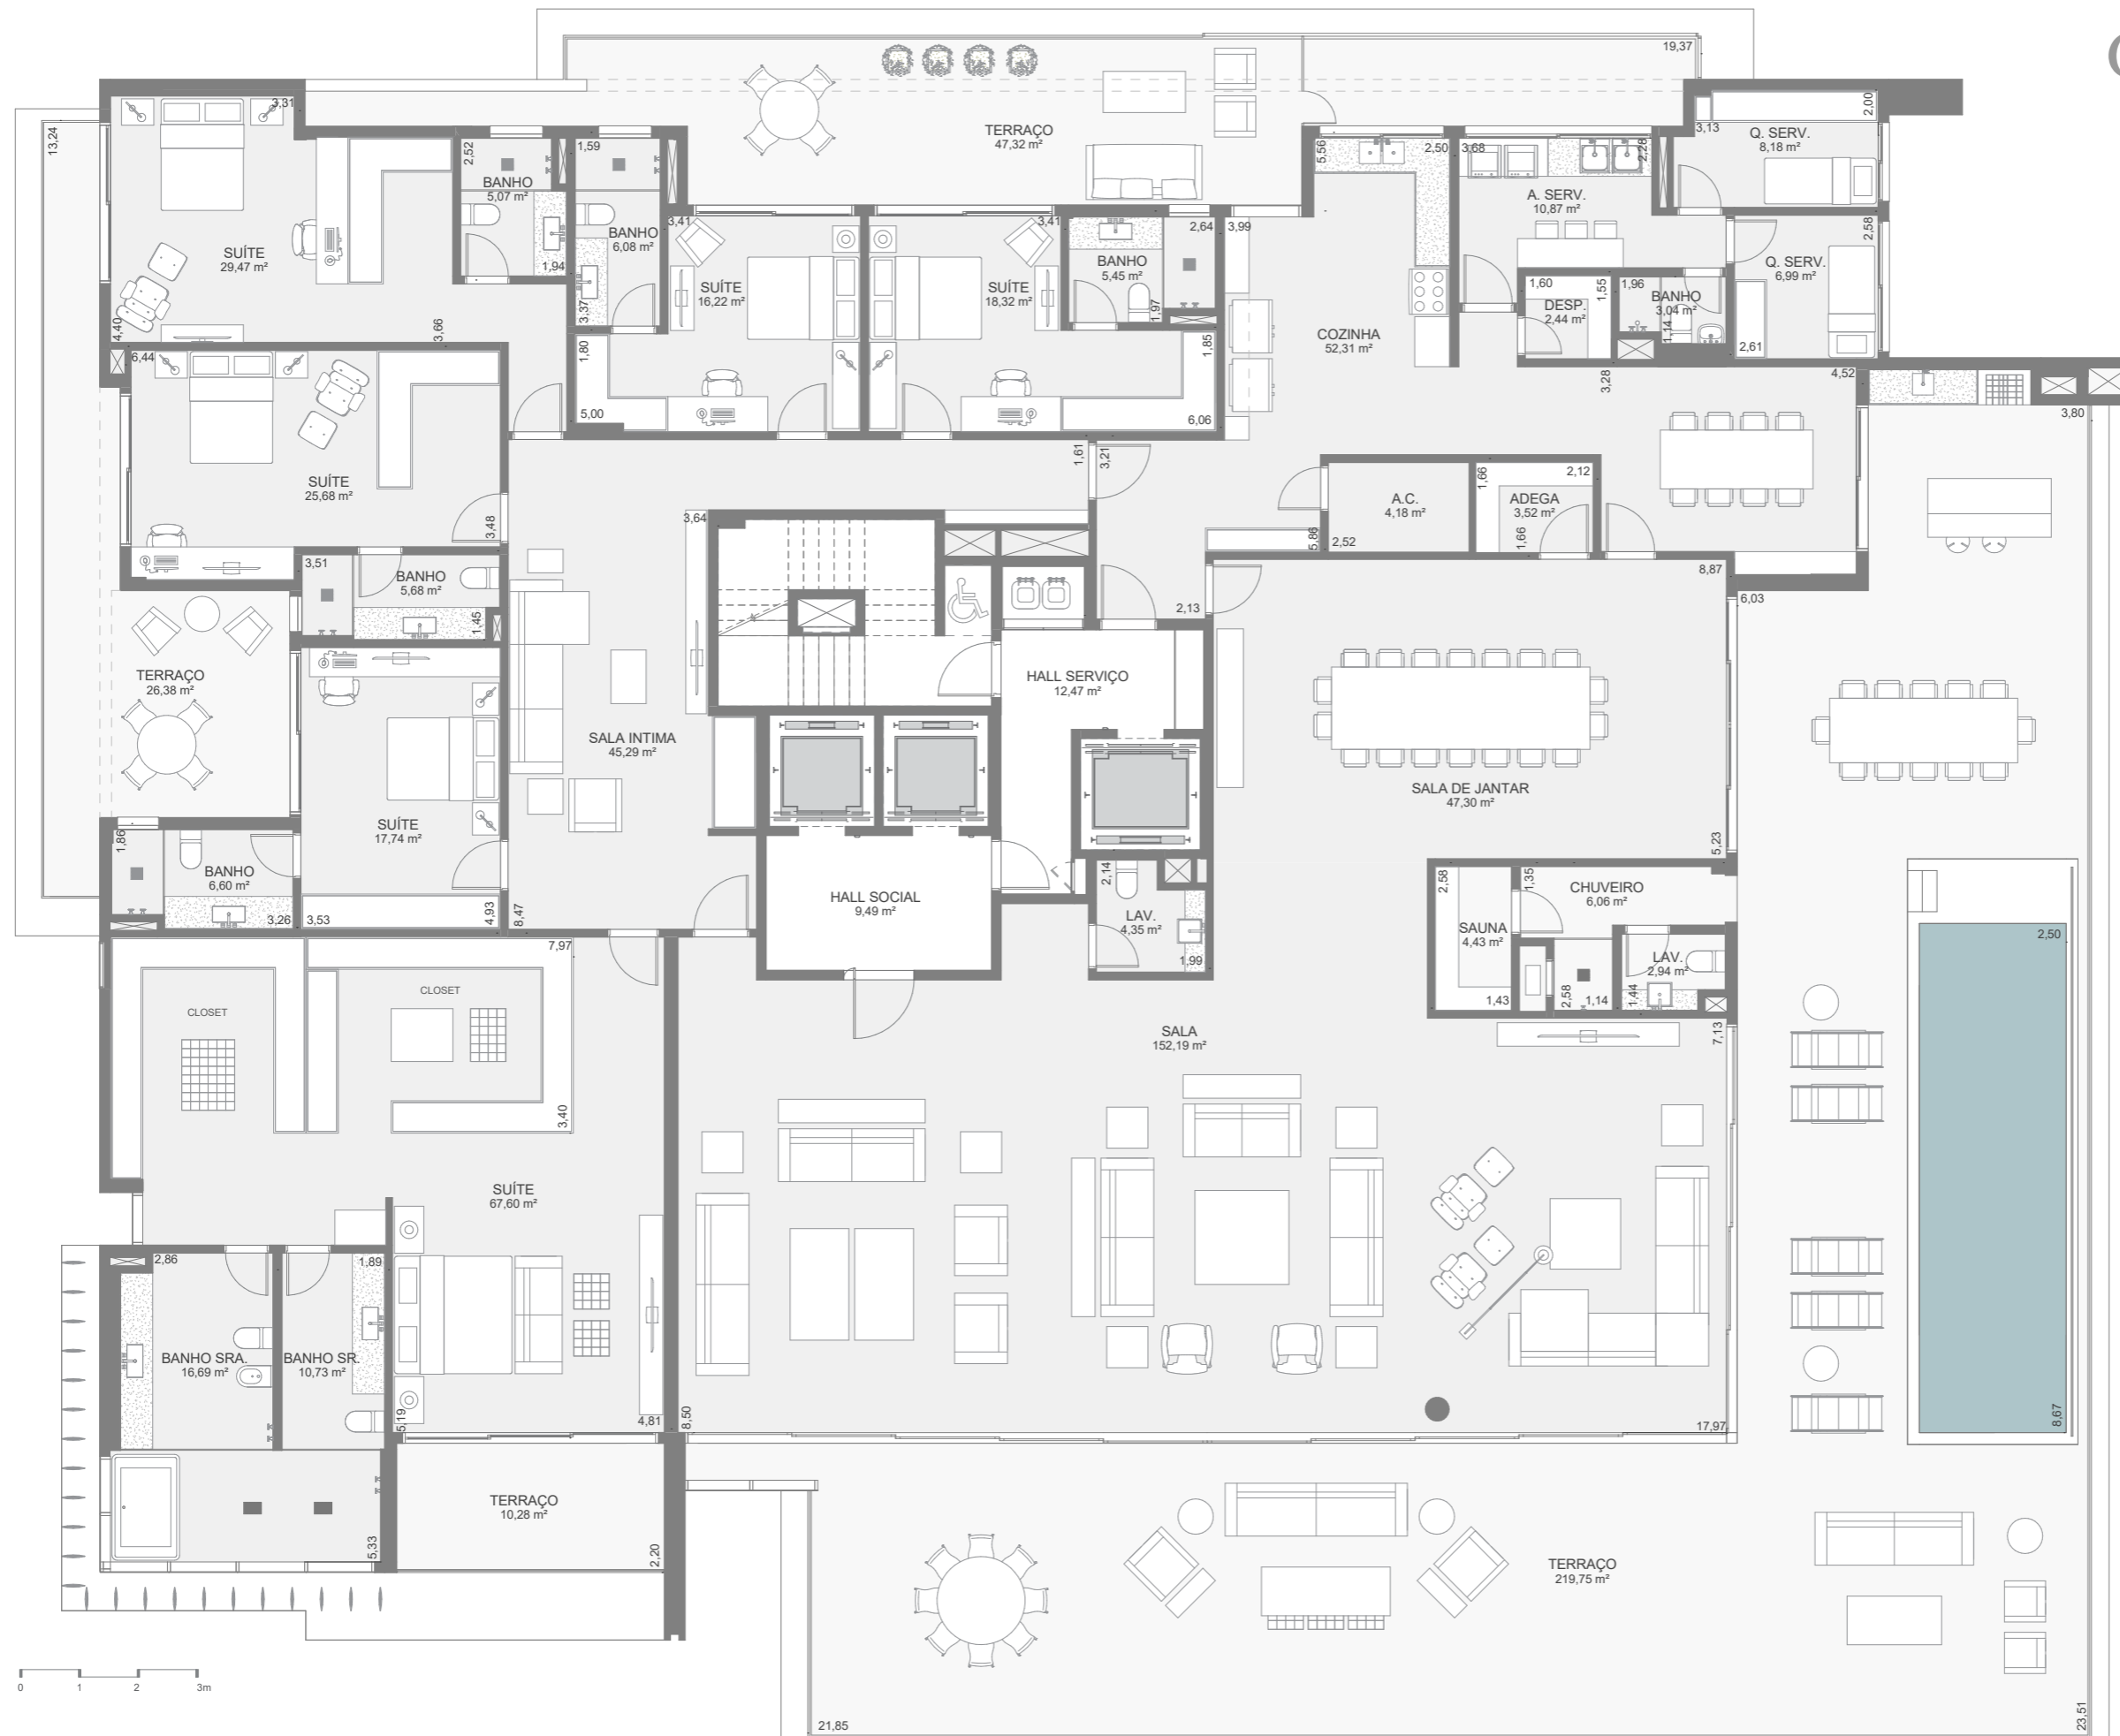 19,37
13,24
3,31
2,52
1,59
BANHO
5,07 m²
1,94
SUÍTE
29,47 m²
4,40
3,66
BANHO
6,08 m²
3,37
TERRAÇO
47,32 m²
3,41
SUÍTE
16,22 m²
1,80
5,00
3,41
SUÍTE
18,32 m²
BANHO
5,45 m²
2,64
1,97
1,85
6,06
3,99
5,56
2,50
COZINHA
52,31 m²
3,68
2,28
A. SERV.
10,87 m²
3,13
2,00
Q. SERV.
8,18 m²
2,58
Q. SERV.
6,99 m²
2,61
1,60
1,55
DESP.
2,44 m²
1,96
BANHO
3,04 m²
1,14
3,28
4,52
3,80
6,44
SUÍTE
25,68 m²
3,48
3,51
BANHO
5,68 m²
1,45
1,61
3,21
3,64
A.C.
4,18 m²
2,52
5,86
1,66
2,12
ADEGA
3,52 m²
1,66
2,13
8,87
6,03
TERRAÇO
26,38 m²
SUÍTE
17,74 m²
SALA INTIMA
45,29 m²
HALL SERVIÇO
12,47 m²
SALA DE JANTAR
47,30 m²
5,23
1,86
BANHO
6,60 m²
3,26
3,53
4,93
8,47
HALL SOCIAL
9,49 m²
2,14
LAV.
4,35 m²
1,99
2,58
SAUNA
4,43 m²
1,43
1,35
CHUVEIRO
6,06 m²
2,58
1,14
LAV.
2,94 m²
1,44
2,50
7,97
CLOSET
CLOSET
3,40
SALA
152,19 m²
7,13
SUÍTE
67,60 m²
2,86
1,89
BANHO SRA.
16,69 m²
BANHO SR.
10,73 m²
5,19
4,81
8,50
17,97
8,67
5,33
TERRAÇO
10,28 m²
2,20
TERRAÇO
219,75 m²
0 1 2 3m
21,85
23,51